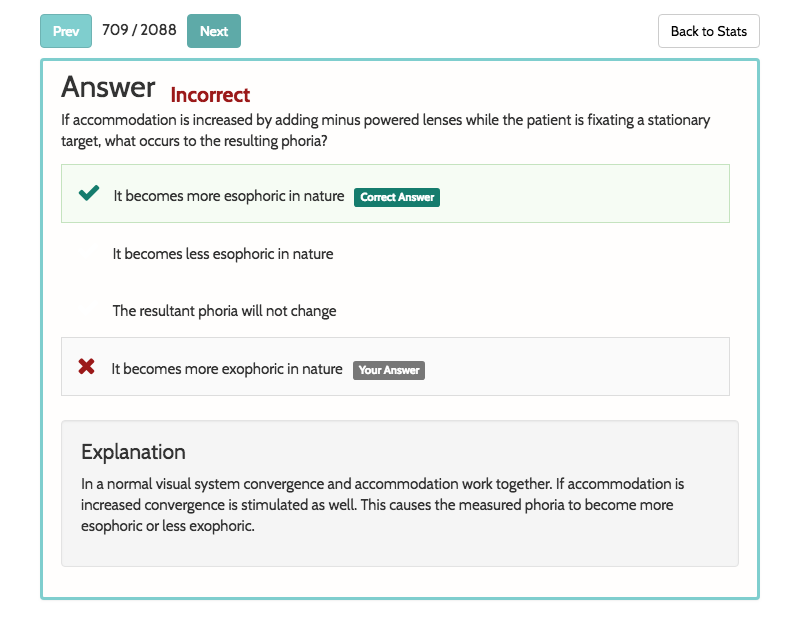 Prev 709 / 2088 Next Back to Stats
Answer Incorrect
If accommodation is increased by adding minus powered lenses while the patient is fixating a stationary
target, what occurs to the resulting phoria?
It becomes more esophoric in nature Correct Answer
It becomes less esophoric in nature
The resultant phoria will not change
It becomes more exophoric in nature Your Answer
Explanation
In a normal visual system convergence and accommodation work together. If accommodation is
increased convergence is stimulated as well. This causes the measured phoria to become more
esophoric or less exophoric.